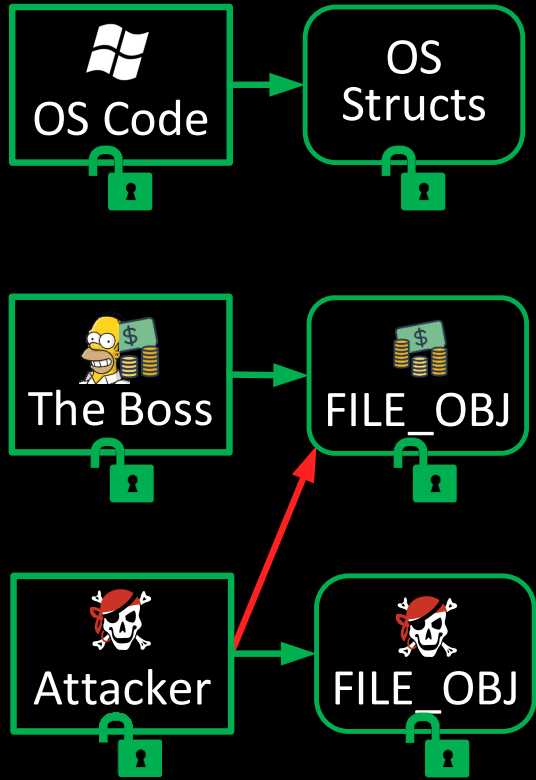 OS Code
OS
Structs
$
The Boss
$
FILE_OBJ
Attacker
FILE_OBJ